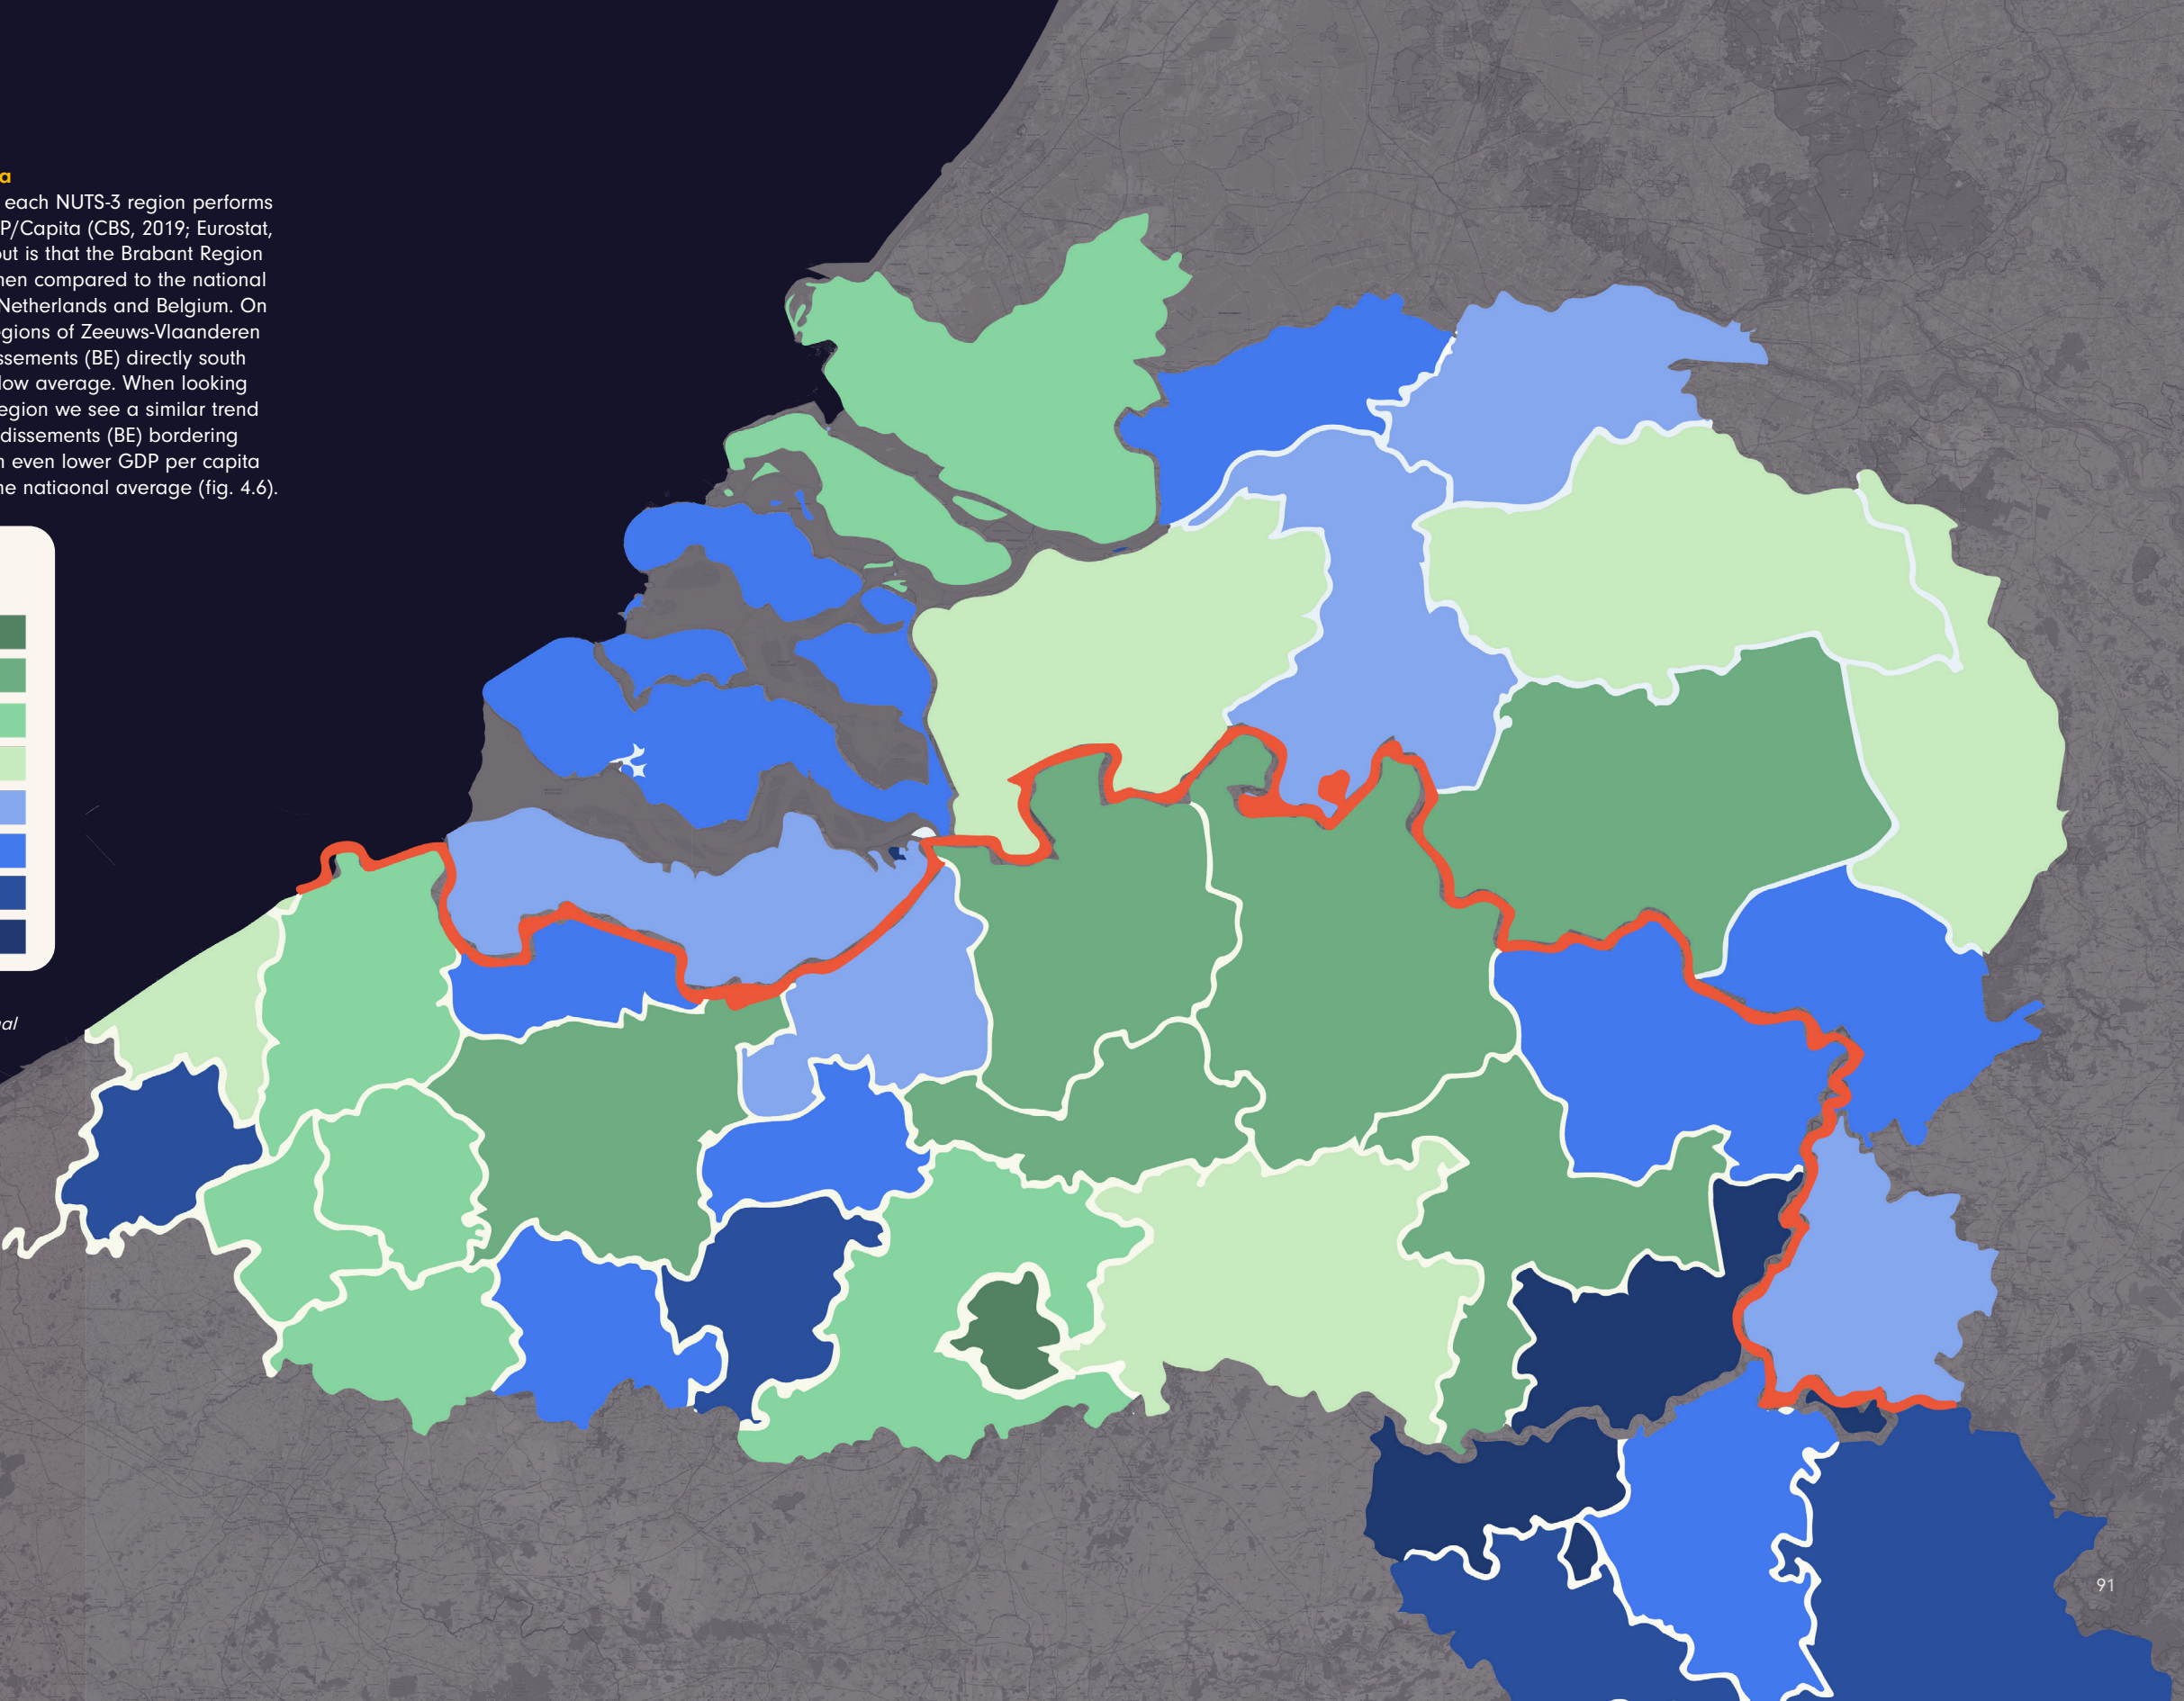 a
each NUTS-3 region performs
P/Capita (CBS, 2019; Eurostat,
out is that the Brabant Region
hen compared to the national
Netherlands and Belgium. On
egions of Zeeuws-Vlaanderen
ssements (BE) directly south
low average. When looking
egion we see a similar trend
dissements (BE) bordering
n even lower GDP per capita
he natiaonal average (fig. 4.6).
al
91